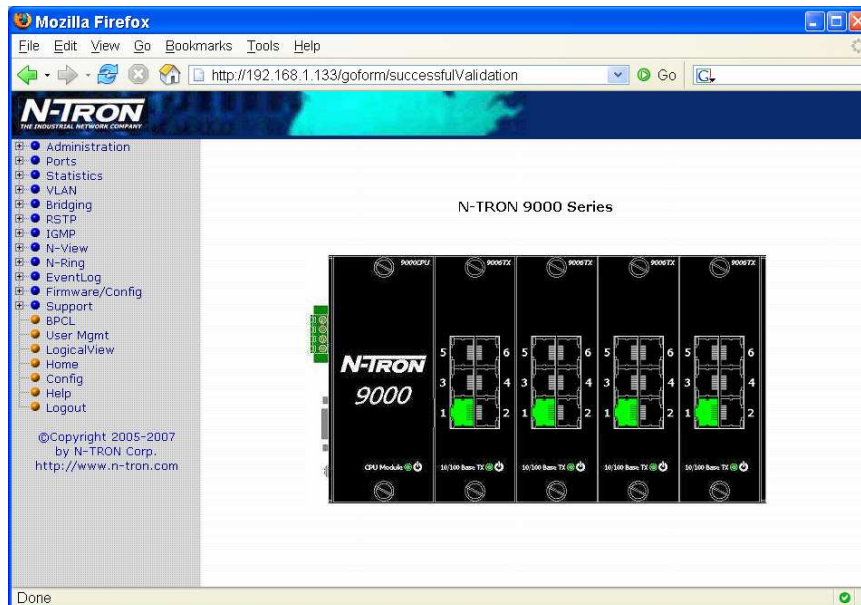 Mozilla Firefox
File Edit View Go Bookmarks Tools Help
http://192.168.1.133/goform/successfulValidation
Go
G
N-TRON
THE INDUSTRIAL NETWORK COMPANY
Administration
Ports
Statistics
VLAN
Bridging
RSTP
IGMP
N-View
N-Ring
EventLog
Firmware/Config
Support
BPCL
User Mgmt
LogicalView
Home
Config
Help
Logout
©Copyright 2005-2007
by N-TRON Corp.
http://www.n-tron.com
N-TRON 9000 Series
9000CPU 9006TX 9006TX 9006TX 9006TX
N-TRON
9000
5 6 5 6 5 6 5 6
3 4 3 4 3 4 3 4
1 2 1 2 1 2 1 2
CPU Module 10/100 Base TX 10/100 Base TX 10/100 Base TX 10/100 Base TX
Done